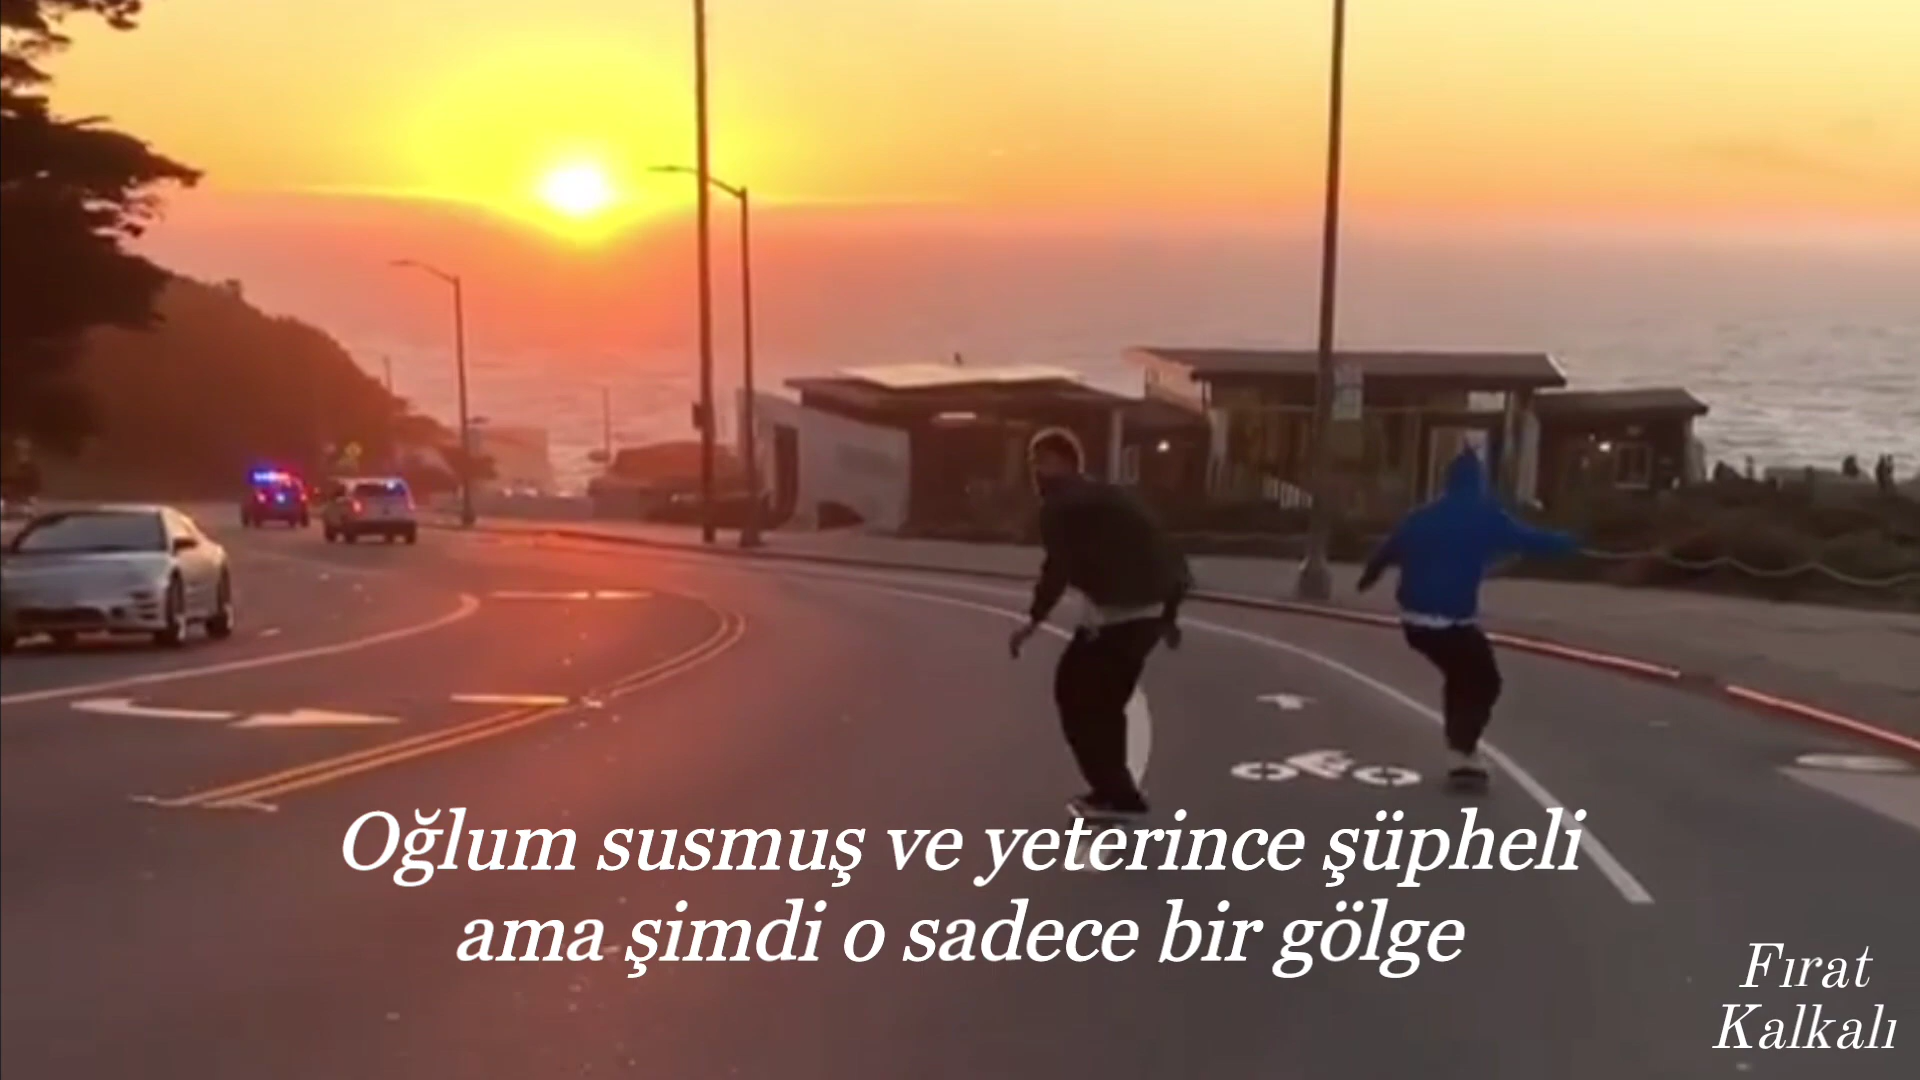 Oğlum susmuş ve yeterince şüpheli
ama şimdi o sadece bir gölge
Fırat
Kalkalı